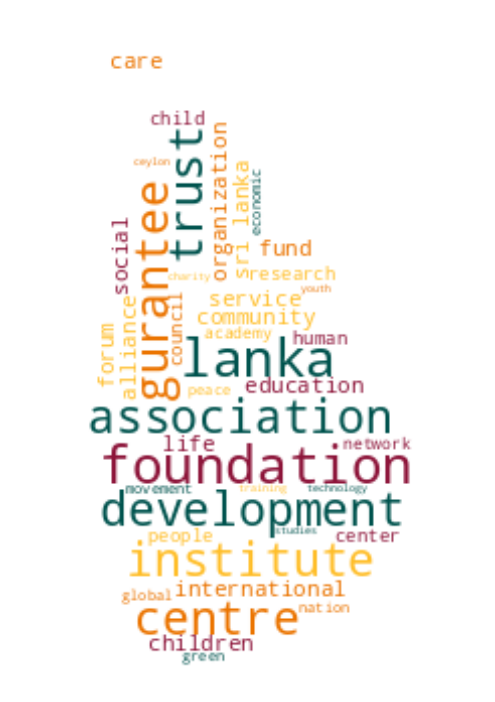 care
child
trust
organization
ceylon
sri lanka
economic
gurantee
social
fund
research
charity
youth
service
council
alliance
community
forum
academy
human
lanka
education
peace
association
life
network
foundation
movement
training
technology
development
studies
people
center
institute
international
global
nation
centre
children
green